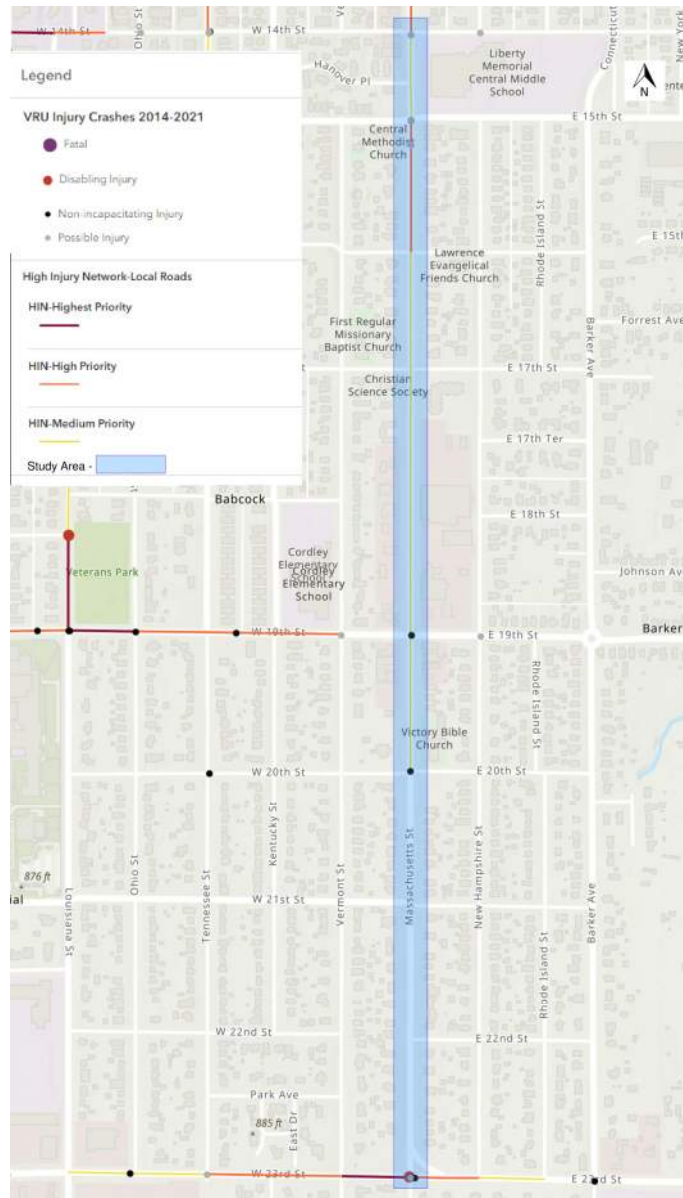 W 14th St
Ohio St
W 14th St
Hanover Pl
Liberty
Memorial
Central Middle
School
Connecticut
New York
N
Legend
VRU Injury Crashes 2014-2021
Fatal
Disabling Injury
Non-incapacitating Injury
Possible Injury
High Injury Network-Local Roads
HIN-Highest Priority
HIN-High Priority
HIN-Medium Priority
Study Area -
E 15th St
Central
Methodist
Church
Rhode Island St
E 15th
Lawrence
Evangelical
Friends Church
First Regular
Missionary
Baptist Church
Barker Ave
Forrest Ave
E 17th St
Christian
Science Society
E 17th Ter
Babcock
E 18th St
Cordley
Elementary
School
Cordley
Elementary
School
Veterans Park
Johnson Av
W 19th St
E 19th St
Barker
Rhode Island St
Victory Bible
Church
W 20th St
E 20th St
Kentucky St
876 ft
ial
Louisiana St
Ohio St
Tennessee St
Vermont St
Massachusetts St
New Hampshire St
Barker Ave
W 21st St
Rhode Island St
W 22nd St
E 22nd St
Park Ave
885 ft
East Dr
W 23rd St
E 23rd St